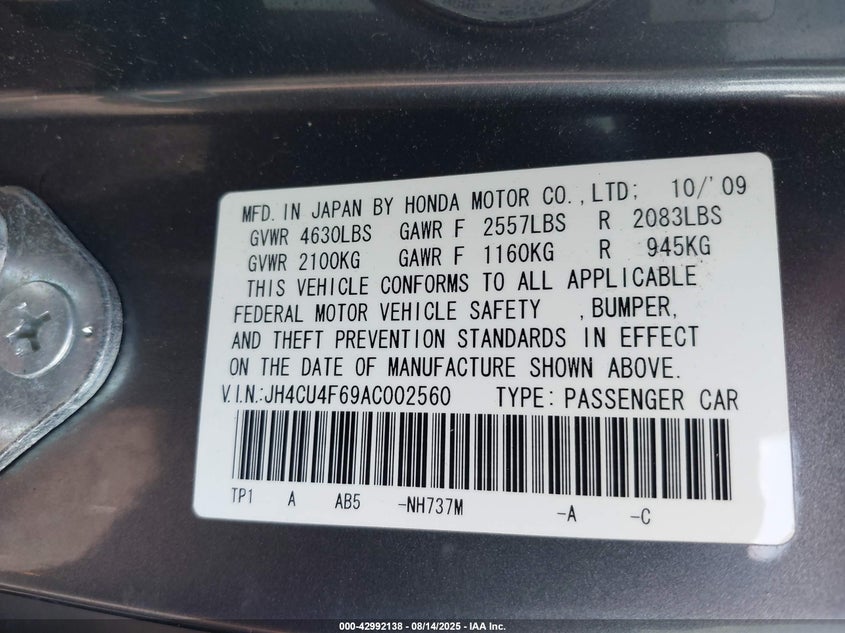 MFD. IN JAPAN BY HONDA MOTOR CO., LTD; 10/'09
GVWR 4630LBS GAWR F 2557LBS R 2083LBS
GVWR 2100KG GAWR F 1160KG R 945KG
THIS VEHICLE CONFORMS TO ALL APPLICABLE
FEDERAL MOTOR VEHICLE SAFETY , BUMPER,
AND THEFT PREVENTION STANDARDS IN EFFECT
ON THE DATE OF MANUFACTURE SHOWN ABOVE.
V.I.N.:JH4CU4F69AC002560 TYPE: PASSENGER CAR
TP1 A AB5 -NH737M -A -C
000-42992138 - 08/14/2025 - IAA Inc.